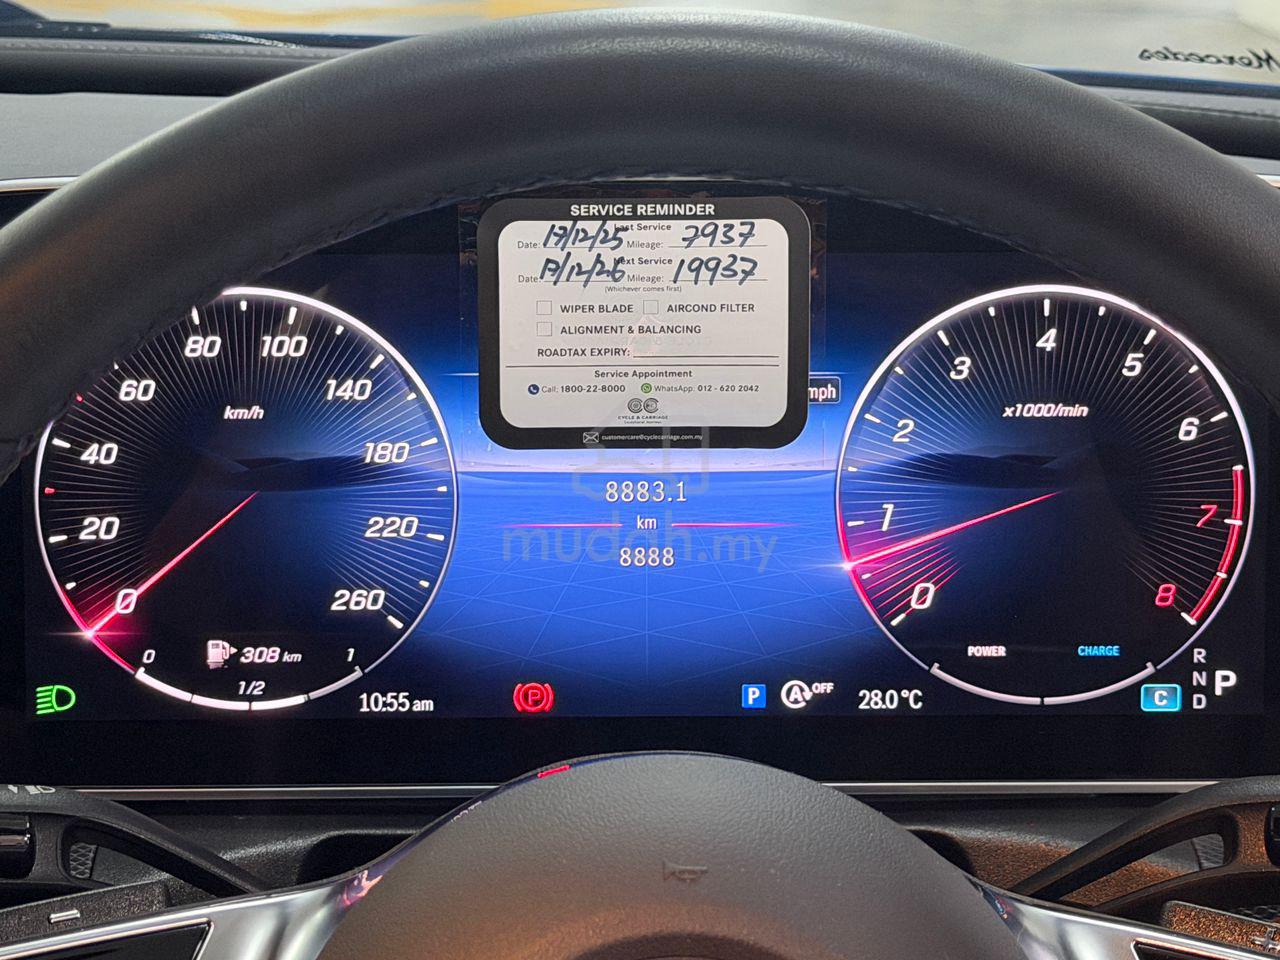 Mercedes
SERVICE REMINDER
Last Service
Date: 17/12/25 Mileage: 7937
Next Service
Date: 17/12/26 Mileage: 19937
(Whichever comes first)
WIPER BLADE AIRCOND FILTER
ALIGNMENT & BALANCING
ROADTAX EXPIRY:
Service Appointment
Call: 1800-22-8000 WhatsApp: 012 - 620 2042
CYCLE & CARRIAGE
Exceptional Journeys
customercare@cyclecarriage.com.my
mph
0 20 40 60 80 100 140 180 220 260
km/h
308 km
0 1/2 1
8883.1
km
8888
mudah.my
0 1 2 3 4 5 6 7 8
x1000/min
POWER CHARGE
10:55 am
P
P
A OFF
28.0 °C
C
R
N
D
P